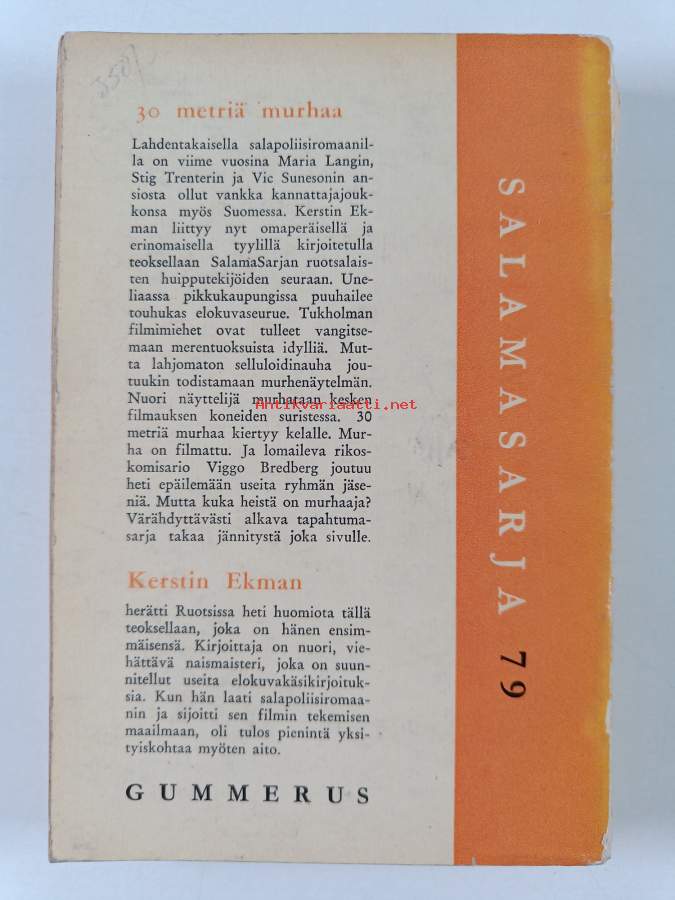 350/
30 metriä murhaa
Lahdentakaisella salapoliisiromaanil-
la on viime vuosina Maria Langin,
Stig Trenterin ja Vic Sunesonin an-
siosta ollut vankka kannattajajouk-
konsa myös Suomessa. Kerstin Ek-
man liittyy nyt omaperäisellä ja
erinomaisella tyylillä kirjoitetulla
teoksellaan SalamaSarjan ruotsalais-
ten huipputekijöiden seuraan. Une-
liaassa pikkukaupungissa puuhailee
touhukas elokuvaseurue. Tukholman
filmimiehet ovat tulleet vangitse-
maan merentuoksuista idylliä. Mut-
ta lahjomaton selluloidinauha jou-
tuukin todistamaan murhenäytelmän.
Nuori näyttelijä murhataan kesken
filmauksen koneiden suristessa. 30
metriä murhaa kiertyy kelalle. Mur-
ha on filmattu. Ja lomaileva rikos-
komisario Viggo Bredberg joutuu
heti epäilemään useita ryhmän jäse-
niä. Mutta kuka heistä on murhaaja?
Värähdyttävästi alkava tapahtuma-
sarja takaa jännitystä joka sivulle.
Kerstin Ekman
herätti Ruotsissa heti huomiota tällä
teoksellaan, joka on hänen ensim-
mäisensä. Kirjoittaja on nuori, vie-
hättävä naismaisteri, joka on suun-
nitellut useita elokuvakäsikirjoituk-
sia. Kun hän laati salapoliisiromaa-
nin ja sijoitti sen filmin tekemisen
maailmaan, oli tulos pienintä yksi-
tyiskohtaa myöten aito.
GUMMERUS
SALAMASARJA 79
Antikvariaatti.net